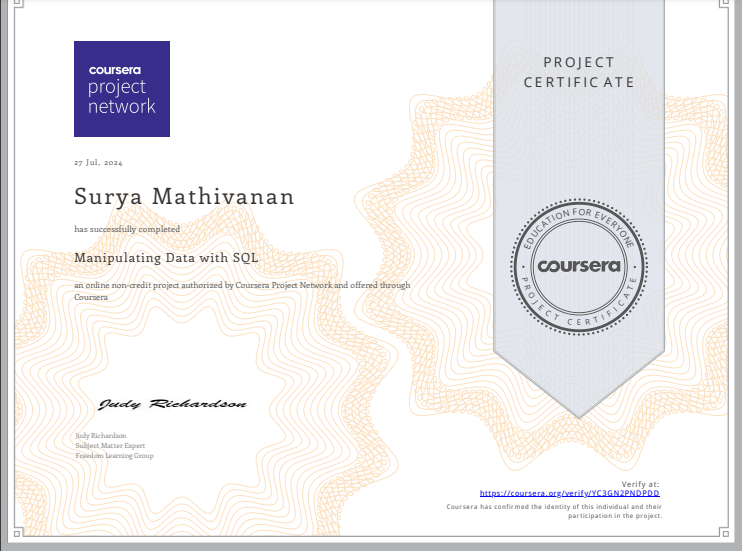 coursera
project
network
27 Jul, 2024
Surya Mathivanan
has successfully completed
Manipulating Data with SQL
an online non-credit project authorized by Coursera Project Network and offered through
Coursera
Judy Richardson
Judy Richardson
Subject Matter Expert
Freedom Learning Group
PROJECT
CERTIFICATE
EDUCATION FOR EVERYONE
coursera
PROJECT CERTIFICATE
Verify at:
https://coursera.org/verify/YC3GN2PNDPDD
Coursera has confirmed the identity of this individual and their
participation in the project.